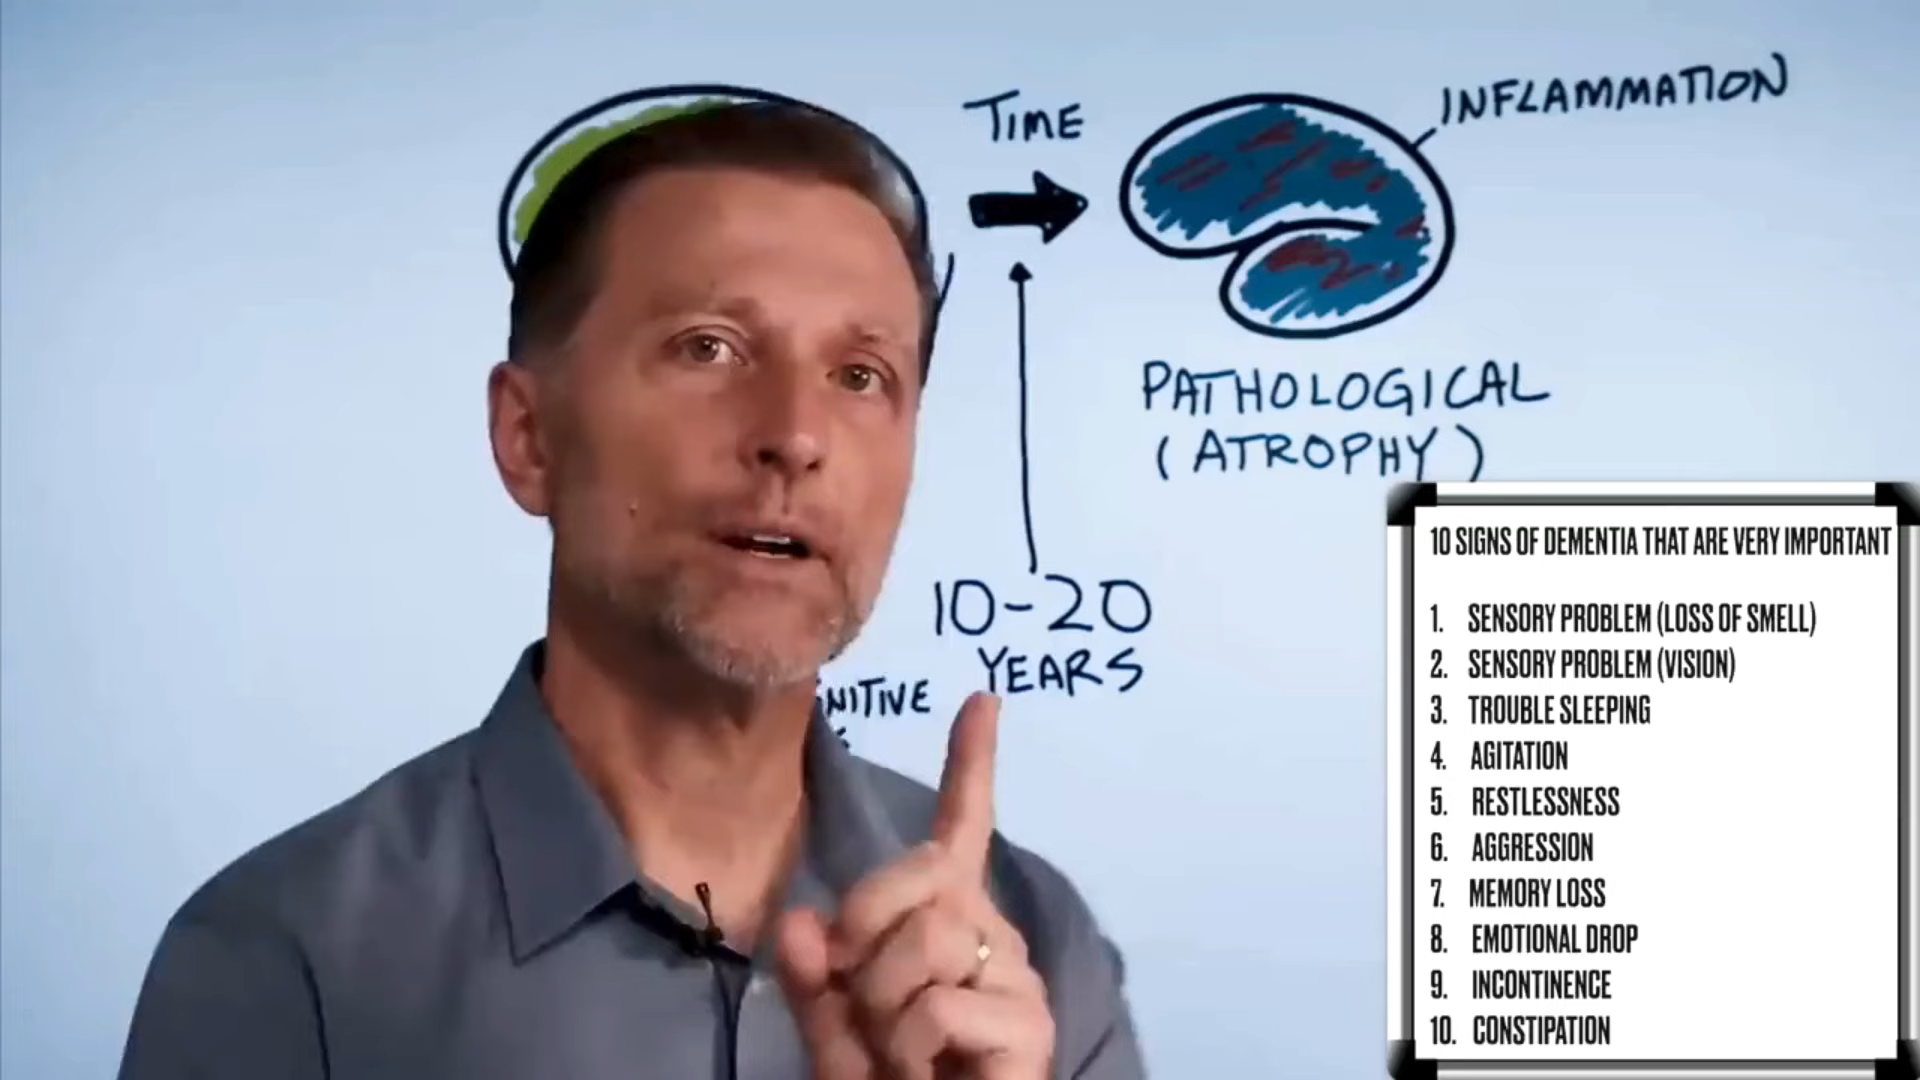 TIME
INFLAMMATION
PATHOLOGICAL
(ATROPHY)
10-20
YEARS
10 SIGNS OF DEMENTIA THAT ARE VERY IMPORTANT
1. SENSORY PROBLEM (LOSS OF SMELL)
2. SENSORY PROBLEM (VISION)
3. TROUBLE SLEEPING
4. AGITATION
5. RESTLESSNESS
6. AGGRESSION
7. MEMORY LOSS
8. EMOTIONAL DROP
9. INCONTINENCE
10. CONSTIPATION